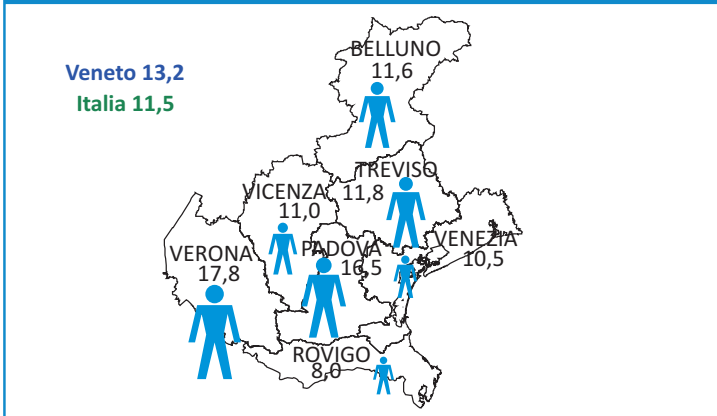 Veneto 13,2
Italia 11,5
BELLUNO
11,6
TREVISO
11,8
VICENZA
11,0
VENEZIA
10,5
PADOVA
16,5
VERONA
17,8
ROVIGO
8,0